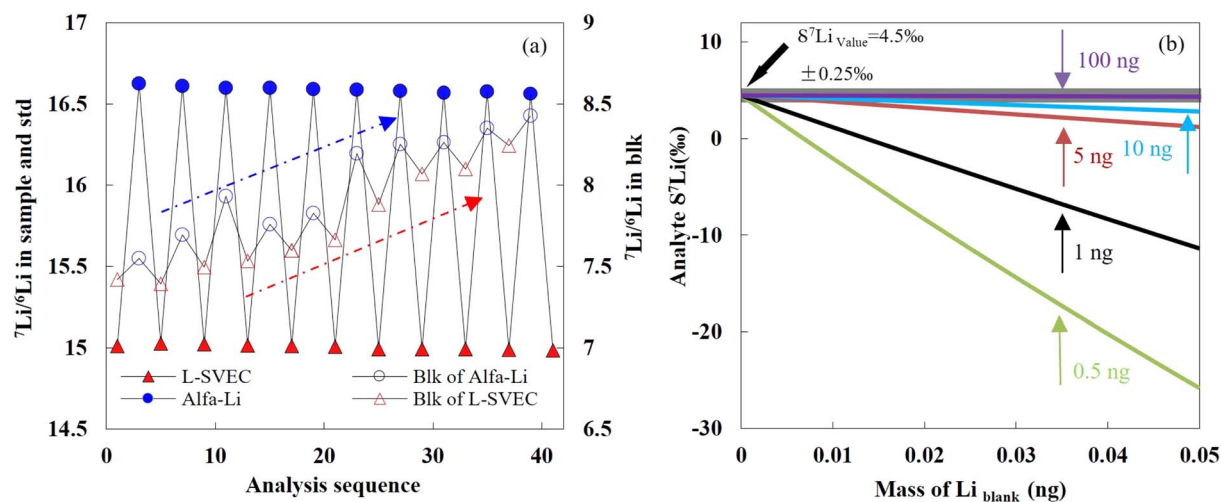 (a)
17
16.5
16
15.5
15
14.5
⁷Li/⁶Li in sample and std
9
8.5
8
7.5
7
6.5
⁷Li/⁶Li in blk
L-SVEC
Blk of Alfa-Li
Alfa-Li
Blk of L-SVEC
0 10 20 30 40
Analysis sequence
(b)
10
0
-10
-20
-30
Analyte 8⁷Li(‰)
8⁷Li Value=4.5‰
±0.25‰
100 ng
5 ng
10 ng
1 ng
0.5 ng
0 0.01 0.02 0.03 0.04 0.05
Mass of Li blank (ng)